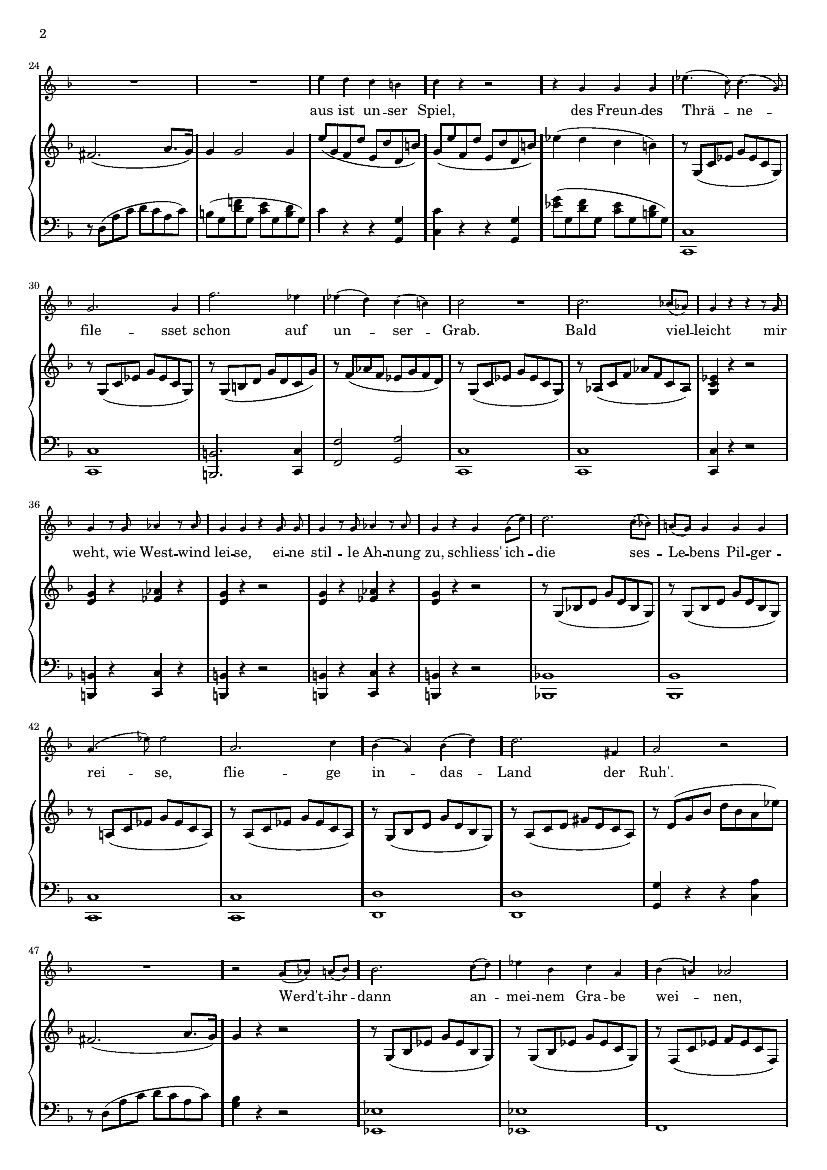 2
24
aus ist un-ser Spiel, des Freun-des Thrä - ne -
30
file - sset schon auf un - ser - Grab. Bald viel-leicht mir
36
weht, wie West-wind lei-se, ei-ne stil - le Ah-nung zu, schliess' ich - die ses - Le-bens Pil-ger -
42
rei - se, flie - ge in - das - Land der Ruh'.
47
Werd't-ihr-dann an-mei-nem Gra-be wei - nen,